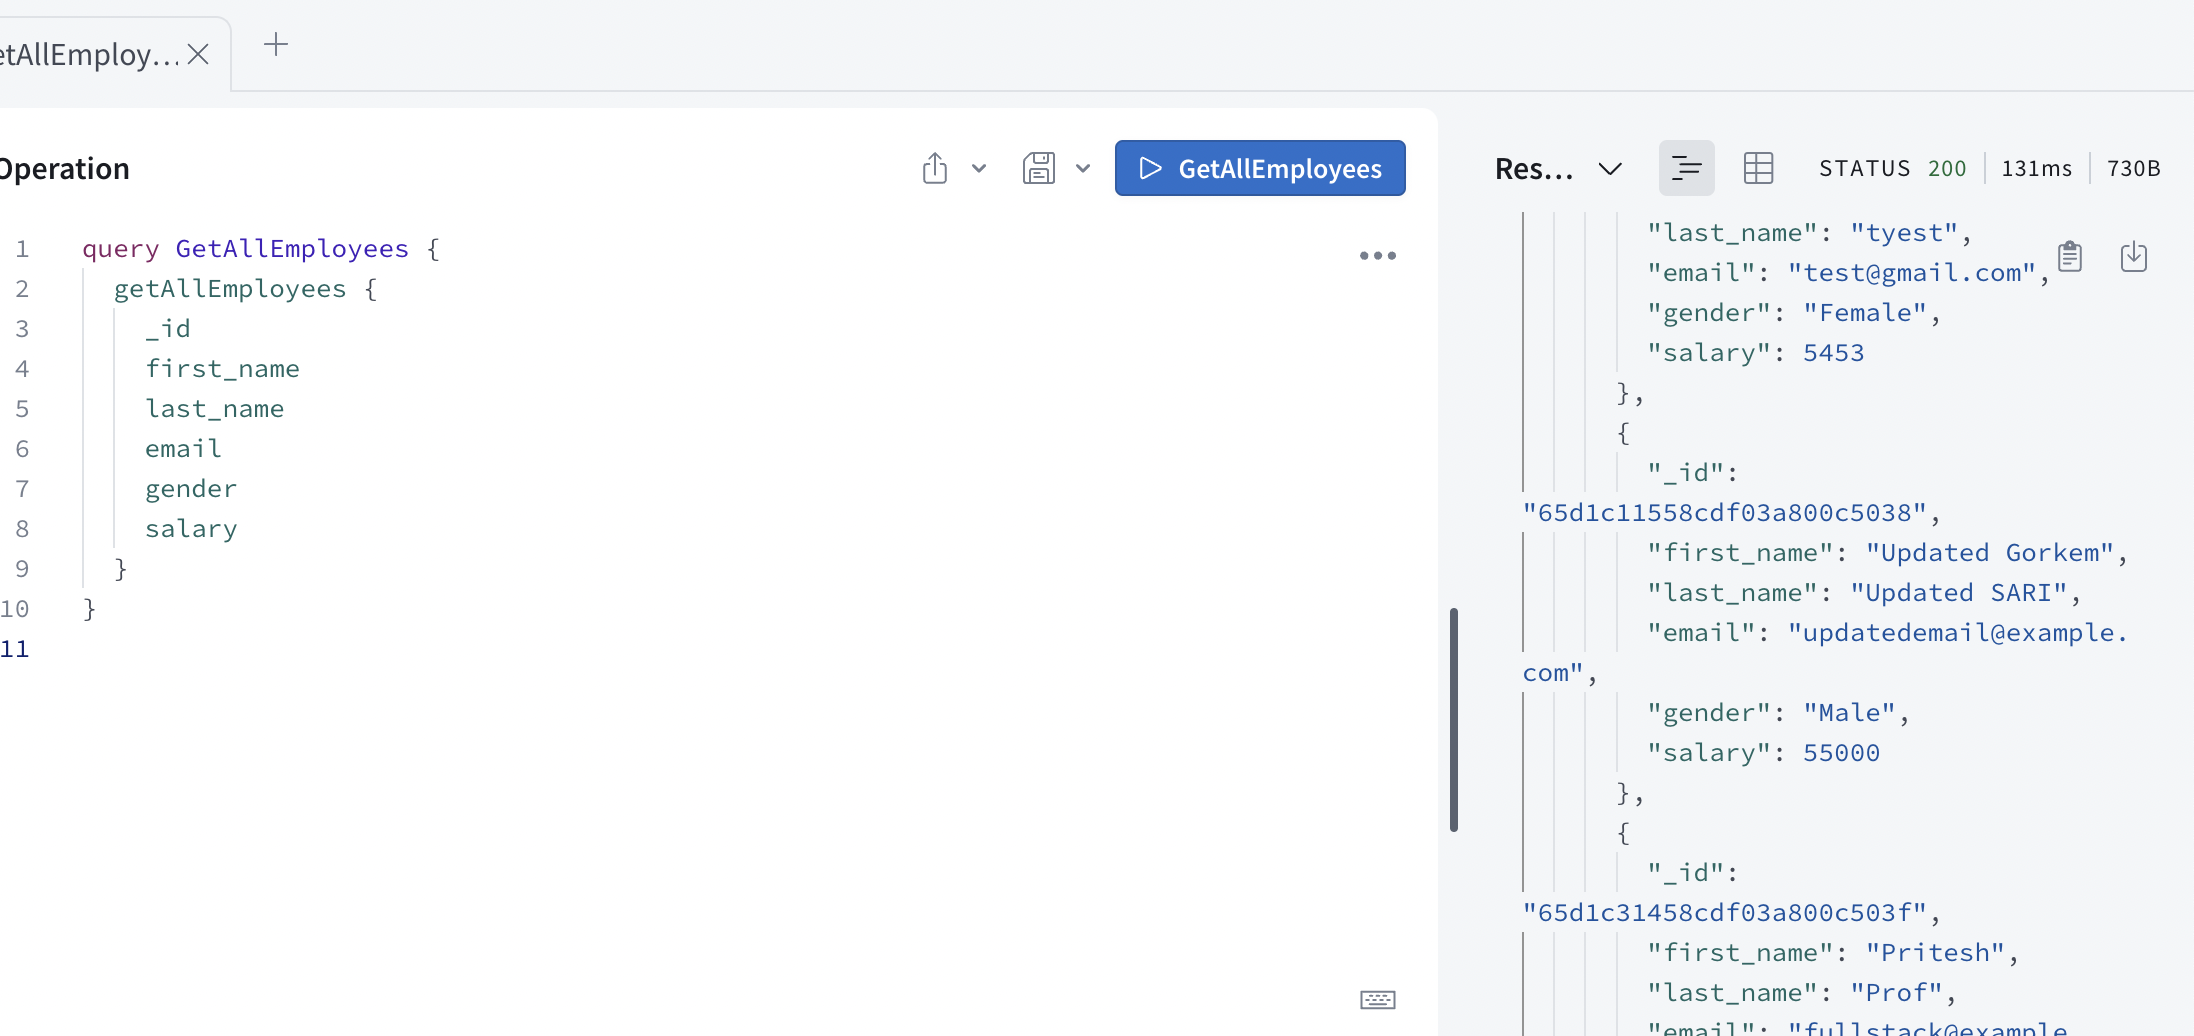 etAllEmploy...
Operation
GetAllEmployees
1 query GetAllEmployees {
2 getAllEmployees {
3 _id
4 first_name
5 last_name
6 email
7 gender
8 salary
9 }
10 }
11
Res...
STATUS 200 131ms 730B
"last_name": "tyest",
"email": "test@gmail.com",
"gender": "Female",
"salary": 5453
},
{
"_id":
"65d1c11558cdf03a800c5038",
"first_name": "Updated Gorkem",
"last_name": "Updated SARI",
"email": "updatedemail@example.
com",
"gender": "Male",
"salary": 55000
},
{
"_id":
"65d1c31458cdf03a800c503f",
"first_name": "Pritesh",
"last_name": "Prof",
"email": "fullstack@example